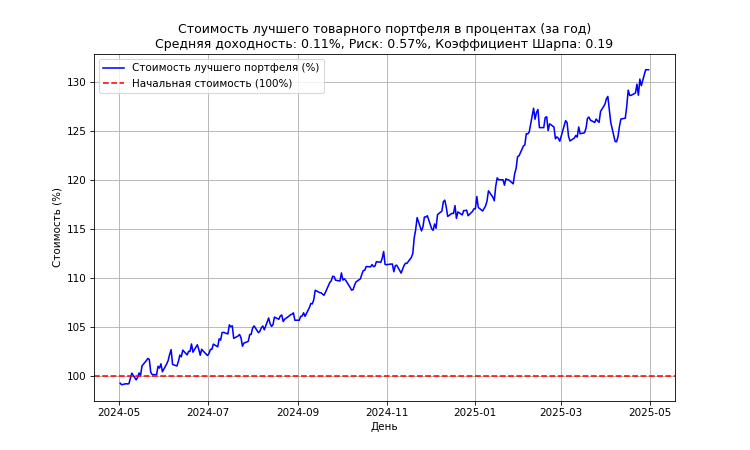 Стоимость лучшего товарного портфеля в процентах (за год)
Средняя доходность: 0.11%, Риск: 0.57%, Коэффициент Шарпа: 0.19
Стоимость лучшего портфеля (%)
Начальная стоимость (100%)
Стоимость (%)
130
125
120
115
110
105
100
2024-05
2024-07
2024-09
2024-11
2025-01
2025-03
2025-05
День